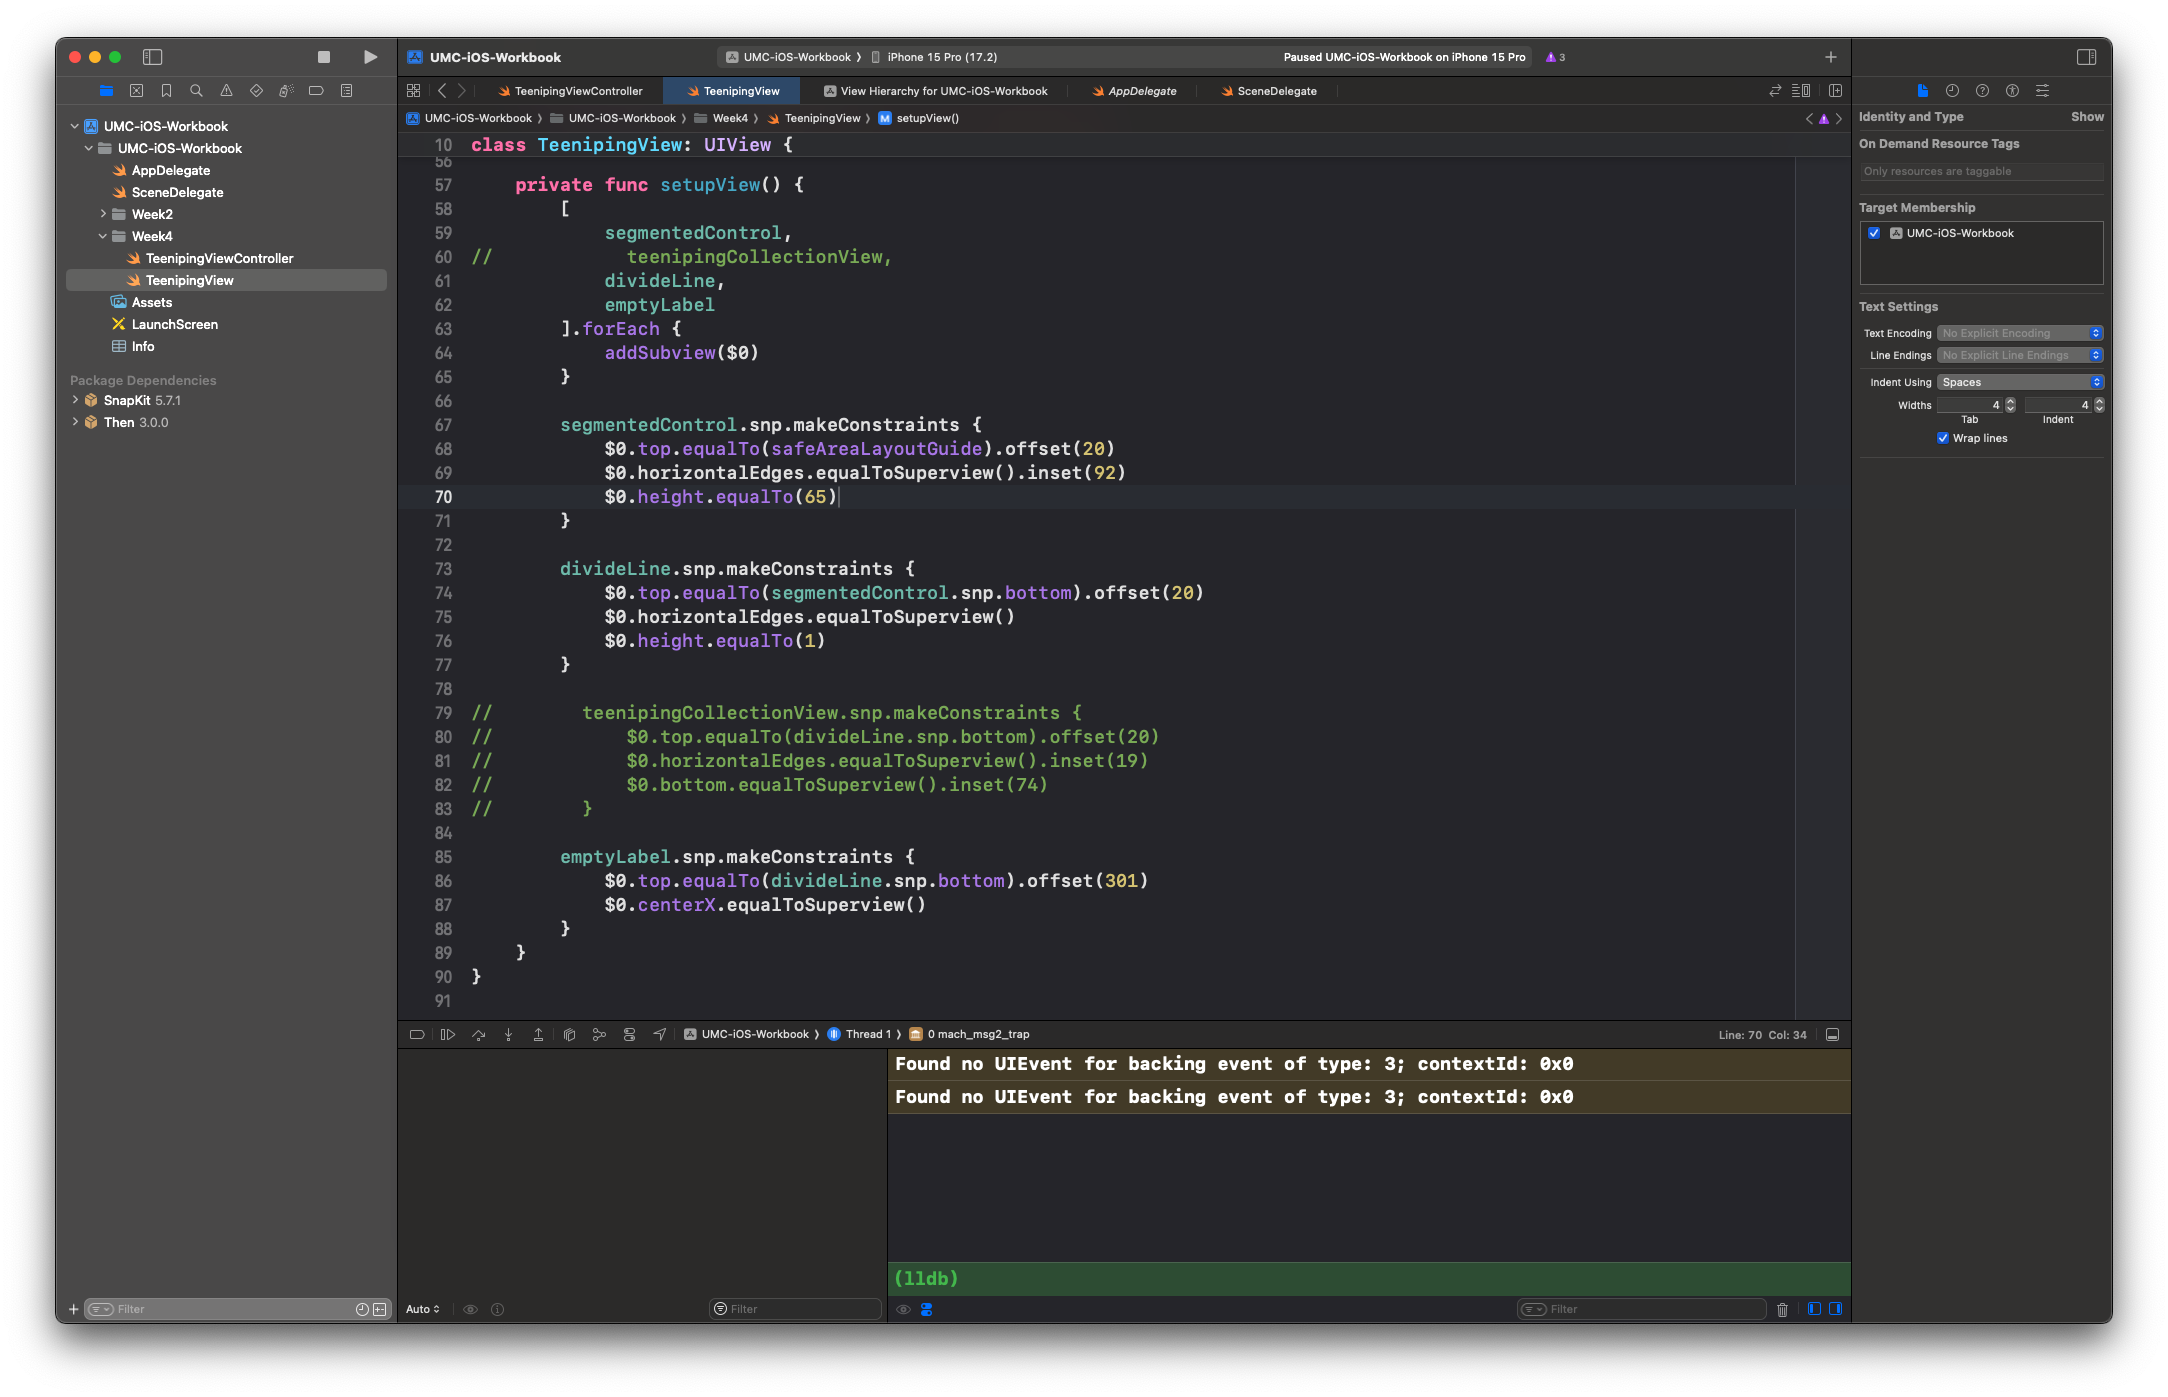 UMC-iOS-Workbook
UMC-iOS-Workbook 〉 iPhone 15 Pro (17.2)
Paused UMC-iOS-Workbook on iPhone 15 Pro
3
TeenipingViewController
TeenipingView
View Hierarchy for UMC-iOS-Workbook
AppDelegate
SceneDelegate
UMC-iOS-Workbook 〉 UMC-iOS-Workbook 〉 Week4 〉 TeenipingView 〉 M setupView()
UMC-iOS-Workbook
UMC-iOS-Workbook
AppDelegate
SceneDelegate
Week2
Week4
TeenipingViewController
TeenipingView
Assets
LaunchScreen
Info
Package Dependencies
SnapKit 5.7.1
Then 3.0.0
Filter
10 class TeenipingView: UIView {
56
57     private func setupView() {
58         [
59             segmentedControl,
60 //            teenipingCollectionView,
61             divideLine,
62             emptyLabel
63         ].forEach {
64             addSubview($0)
65         }
66
67         segmentedControl.snp.makeConstraints {
68             $0.top.equalTo(safeAreaLayoutGuide).offset(20)
69             $0.horizontalEdges.equalToSuperview().inset(92)
70             $0.height.equalTo(65)
71         }
72
73         divideLine.snp.makeConstraints {
74             $0.top.equalTo(segmentedControl.snp.bottom).offset(20)
75             $0.horizontalEdges.equalToSuperview()
76             $0.height.equalTo(1)
77         }
78
79 //        teenipingCollectionView.snp.makeConstraints {
80 //            $0.top.equalTo(divideLine.snp.bottom).offset(20)
81 //            $0.horizontalEdges.equalToSuperview().inset(19)
82 //            $0.bottom.equalToSuperview().inset(74)
83 //        }
84
85         emptyLabel.snp.makeConstraints {
86             $0.top.equalTo(divideLine.snp.bottom).offset(301)
87             $0.centerX.equalToSuperview()
88         }
89     }
90 }
91
UMC-iOS-Workbook 〉 Thread 1 〉 0 mach_msg2_trap
Line: 70 Col: 34
Found no UIEvent for backing event of type: 3; contextId: 0x0
Found no UIEvent for backing event of type: 3; contextId: 0x0
(lldb)
Auto
Filter
Filter
Identity and Type
Show
On Demand Resource Tags
Only resources are taggable
Target Membership
UMC-iOS-Workbook
Text Settings
Text Encoding No Explicit Encoding
Line Endings No Explicit Line Endings
Indent Using Spaces
Widths 4 4
Tab Indent
Wrap lines